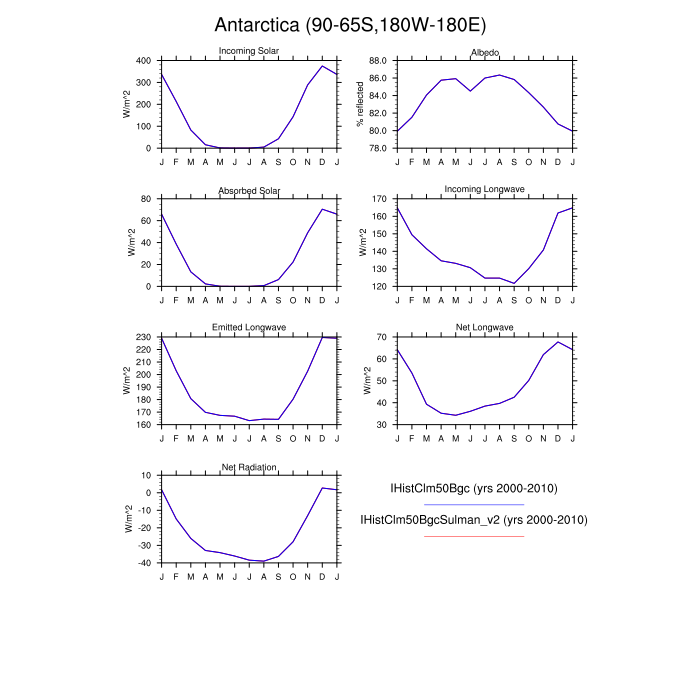 Antarctica (90-65S,180W-180E)
Incoming Solar
W/m^2
400
300
200
100
0
J F M A M J J A S O N D J
Albedo
% reflected
88.0
86.0
84.0
82.0
80.0
78.0
J F M A M J J A S O N D J
Absorbed Solar
W/m^2
80
60
40
20
0
J F M A M J J A S O N D J
Incoming Longwave
W/m^2
170
160
150
140
130
120
J F M A M J J A S O N D J
Emitted Longwave
W/m^2
230
220
210
200
190
180
170
160
J F M A M J J A S O N D J
Net Longwave
W/m^2
70
60
50
40
30
J F M A M J J A S O N D J
Net Radiation
W/m^2
10
0
-10
-20
-30
-40
J F M A M J J A S O N D J
IHistClm50Bgc (yrs 2000-2010)
IHistClm50BgcSulman_v2 (yrs 2000-2010)